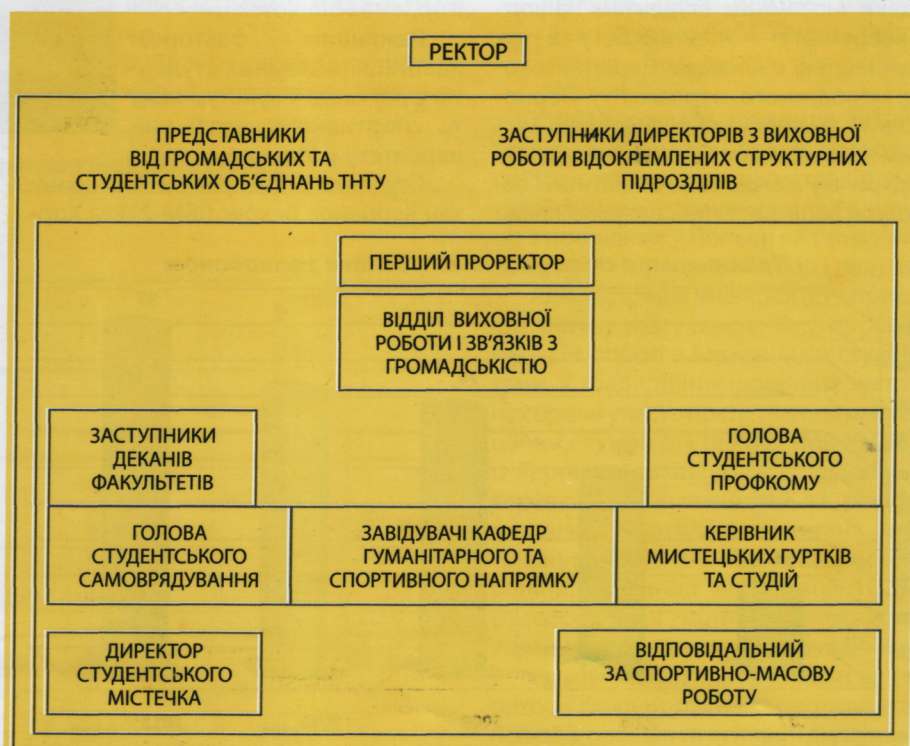 РЕКТОР
ПРЕДСТАВНИКИ
ВІД ГРОМАДСЬКИХ ТА
СТУДЕНТСЬКИХ ОБ'ЄДНАНЬ ТНТУ
ЗАСТУПНИКИ ДИРЕКТОРІВ З ВИХОВНОЇ
РОБОТИ ВІДОКРЕМЛЕНИХ СТРУКТУРНИХ
ПІДРОЗДІЛІВ
ПЕРШИЙ ПРОРЕКТОР
ВІДДІЛ ВИХОВНОЇ
РОБОТИ І ЗВ'ЯЗКІВ З
ГРОМАДСЬКІСТЮ
ЗАСТУПНИКИ
ДЕКАНІВ
ФАКУЛЬТЕТІВ
ГОЛОВА
СТУДЕНТСЬКОГО
ПРОФКОМУ
ГОЛОВА
СТУДЕНТСЬКОГО
САМОВРЯДУВАННЯ
ЗАВІДУВАЧІ КАФЕДР
ГУМАНІТАРНОГО ТА
СПОРТИВНОГО НАПРЯМКУ
КЕРІВНИК
МИСТЕЦЬКИХ ГУРТКІВ
ТА СТУДІЙ
ДИРЕКТОР
СТУДЕНТСЬКОГО
МІСТЕЧКА
ВІДПОВІДАЛЬНИЙ
ЗА СПОРТИВНО-МАСОВУ
РОБОТУ